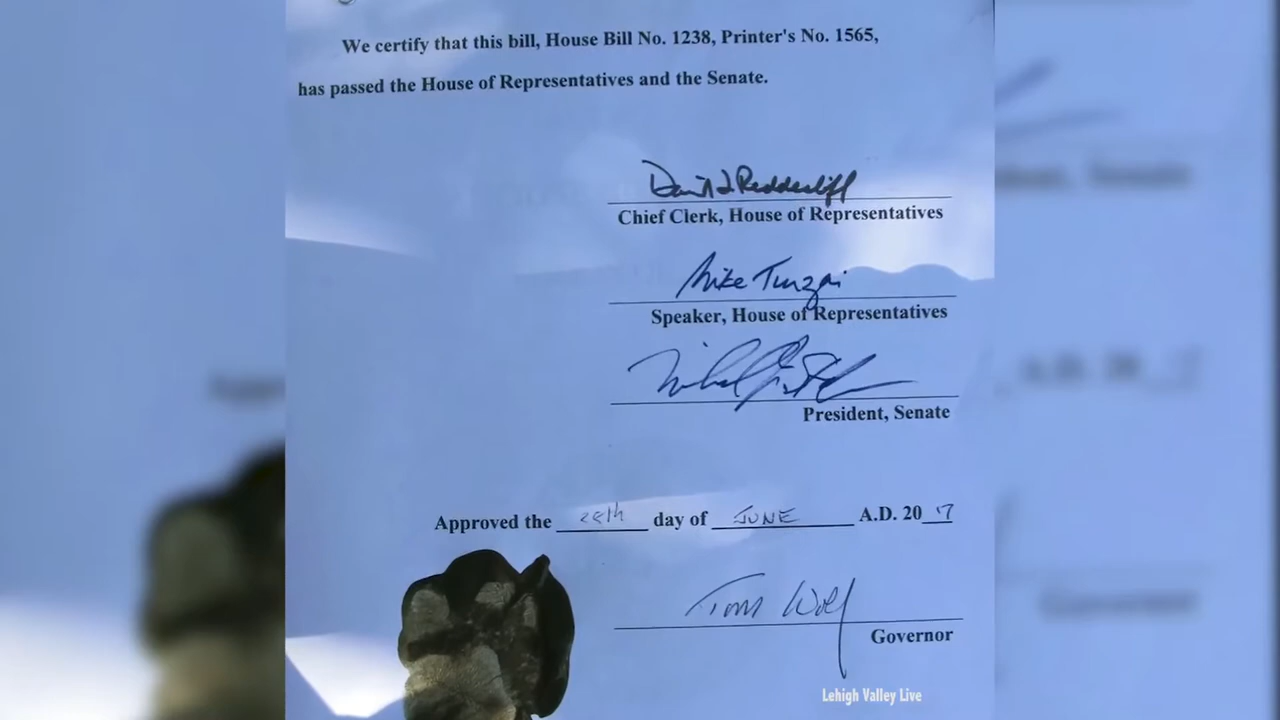 We certify that this bill, House Bill No. 1238, Printer's No. 1565,
has passed the House of Representatives and the Senate.
Chief Clerk, House of Representatives
Mike Turzai
Speaker, House of Representatives
President, Senate
Approved the 28th day of JUNE A.D. 20 17
Tom Wolf
Governor
Lehigh Valley Live